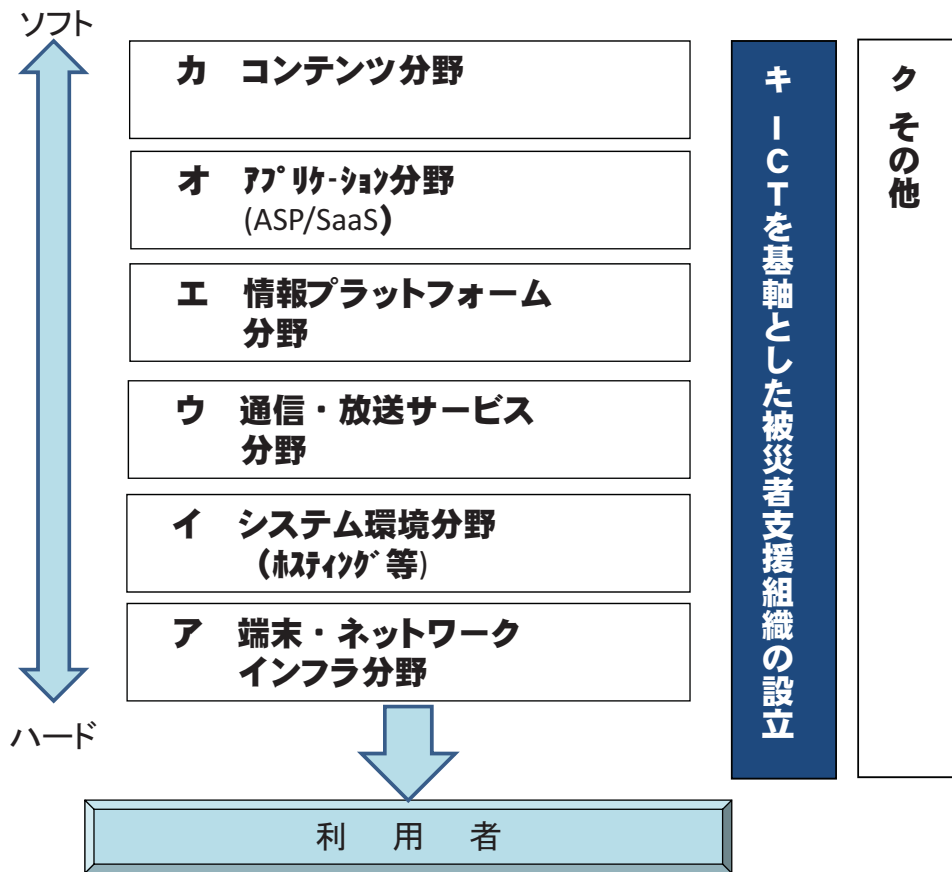 ソフト
カ コンテンツ分野
オ ｱﾌﾟﾘｹ-ｼｮﾝ分野
(ASP/SaaS)
エ 情報プラットフォーム
分野
ウ 通信・放送サービス
分野
イ システム環境分野
(ﾎｽﾃｨﾝｸﾞ等)
ア 端末・ネットワーク
インフラ分野
ハード
キ ICTを基軸とした被災者支援組織の設立
ク その他
利 用 者